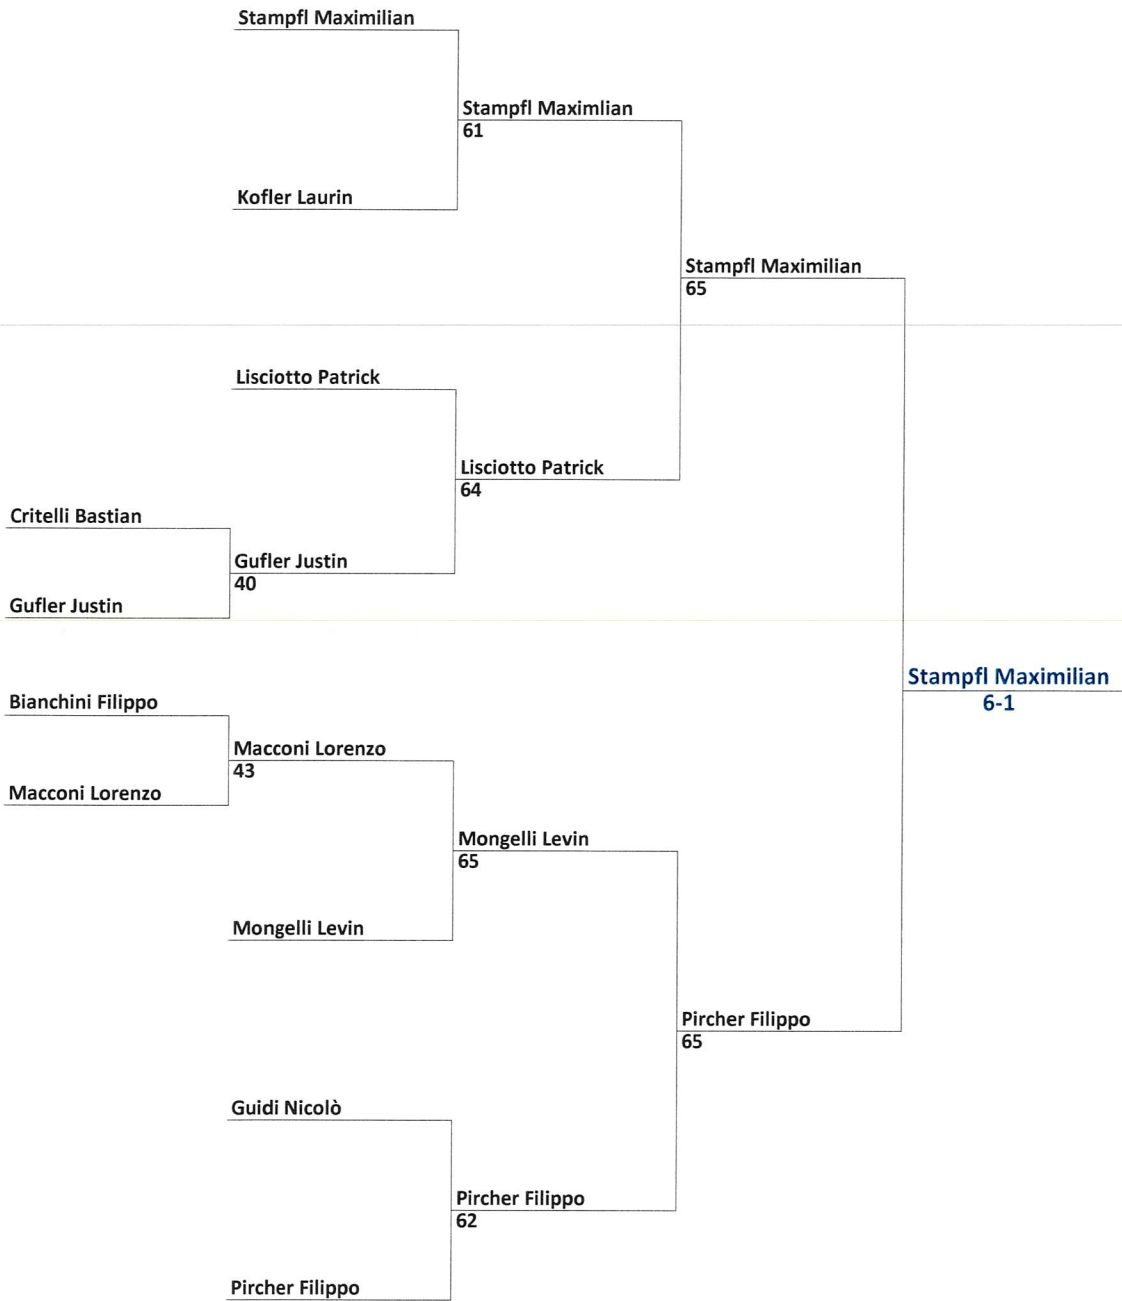 Stampfl Maximilian
Stampfl Maximlian
61
Kofler Laurin
Stampfl Maximilian
65
Lisciotto Patrick
Lisciotto Patrick
64
Critelli Bastian
Gufler Justin
40
Gufler Justin
Stampfl Maximilian
6-1
Bianchini Filippo
Macconi Lorenzo
43
Macconi Lorenzo
Mongelli Levin
65
Mongelli Levin
Pircher Filippo
65
Guidi Nicolò
Pircher Filippo
62
Pircher Filippo